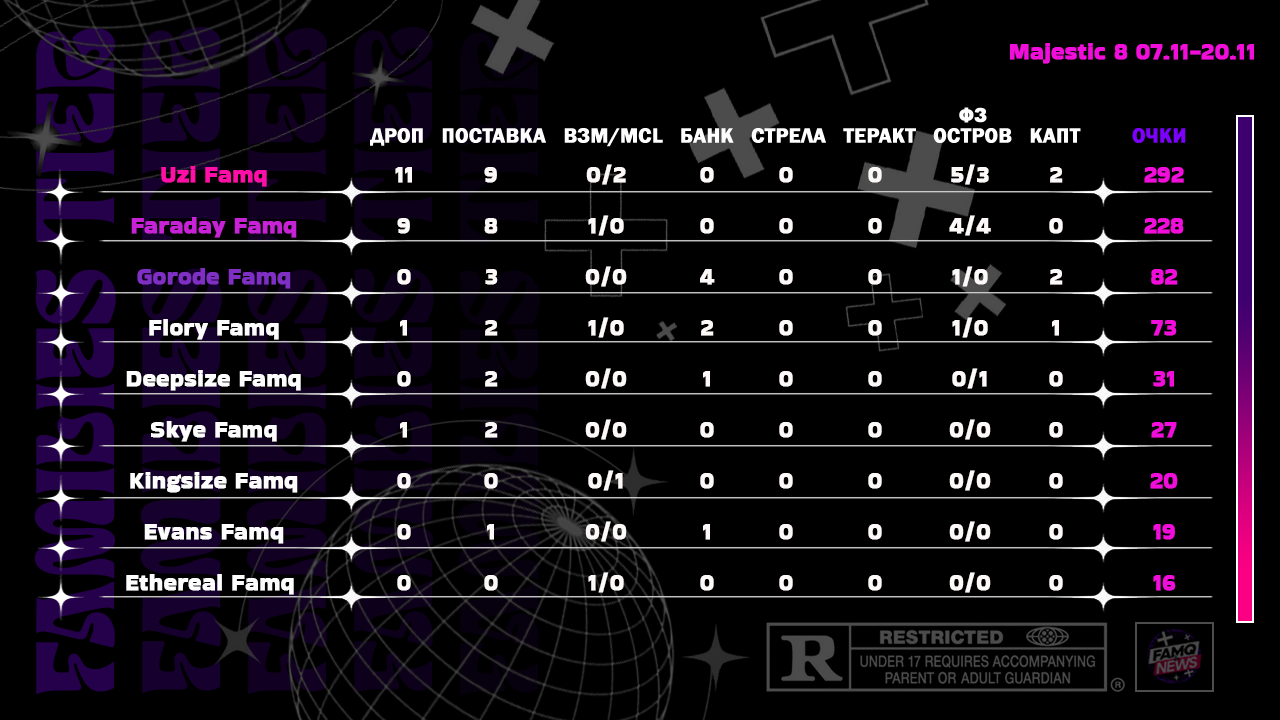 Majestic 8 07.11-20.11
ДРОП ПОСТАВКА ВЗМ/MCL БАНК СТРЕЛА ТЕРАКТ ФЗ ОСТРОВ КАПТ ОЧКИ
Uzi Famq 11 9 0/2 0 0 0 5/3 2 292
Faraday Famq 9 8 1/0 0 0 0 4/4 0 228
Gorode Famq 0 3 0/0 4 0 0 1/0 2 82
Flory Famq 1 2 1/0 2 0 0 1/0 1 73
Deepsize Famq 0 2 0/0 1 0 0 0/1 0 31
Skye Famq 1 2 0/0 0 0 0 0/0 0 27
Kingsize Famq 0 0 0/1 0 0 0 0/0 0 20
Evans Famq 0 1 0/0 1 0 0 0/0 0 19
Ethereal Famq 0 0 1/0 0 0 0 0/0 0 16
R RESTRICTED
UNDER 17 REQUIRES ACCOMPANYING
PARENT OR ADULT GUARDIAN ®
FAMQ
NEWS